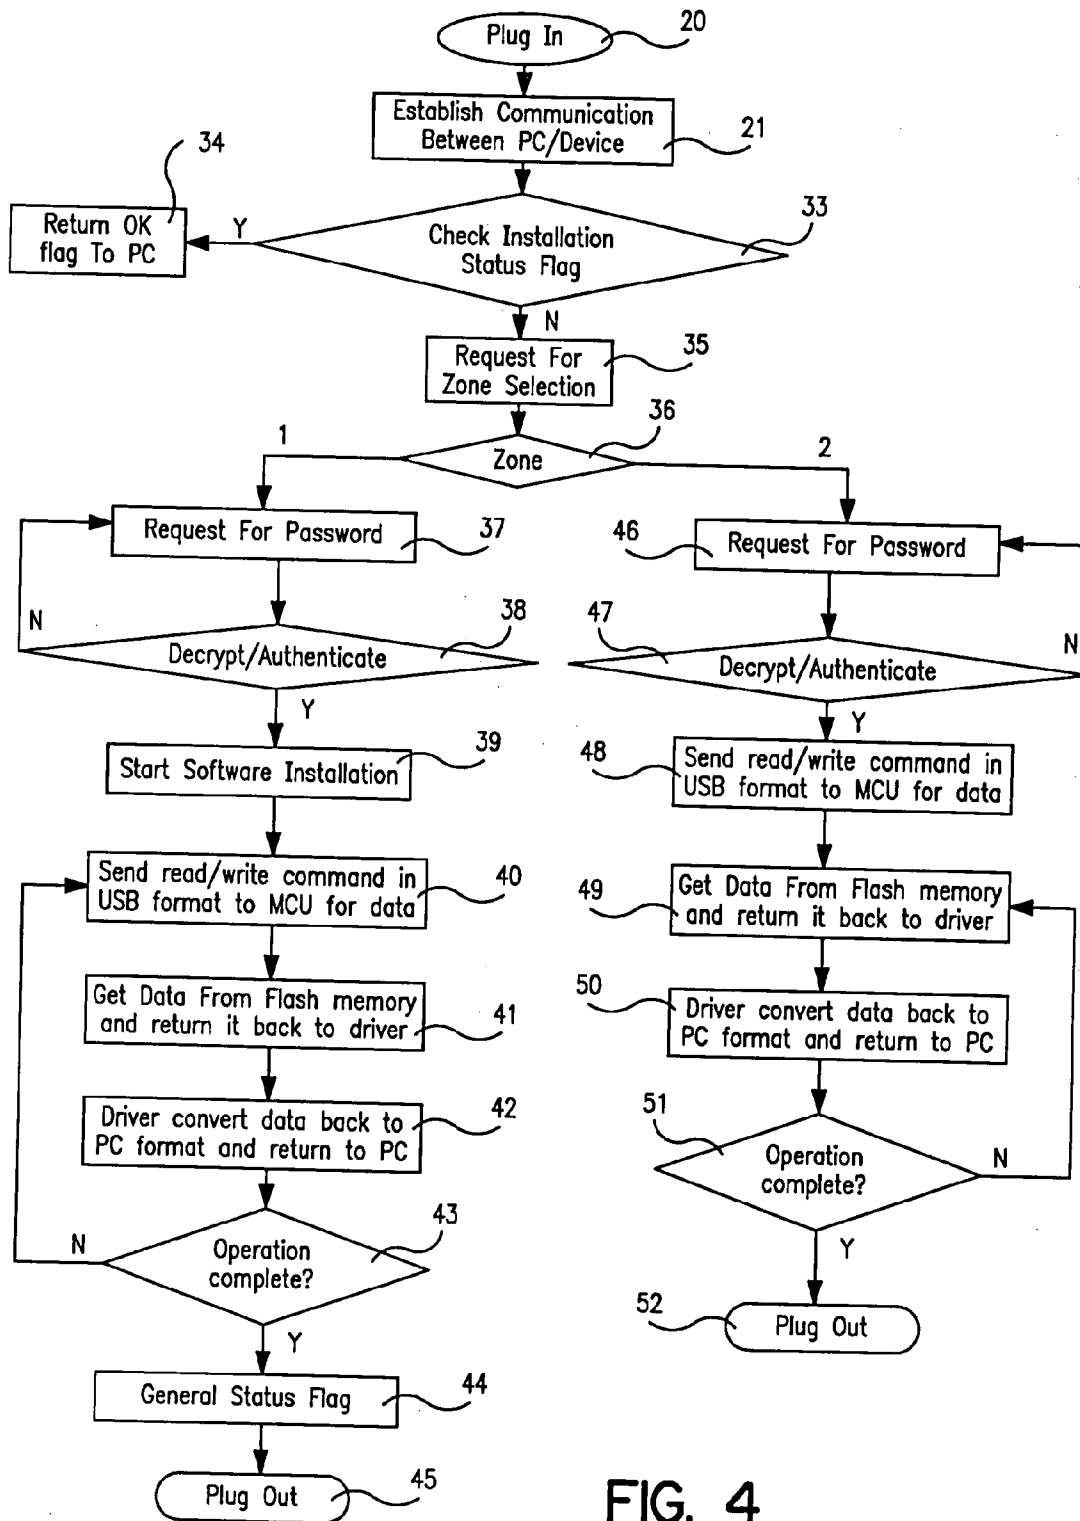 Plug In
20
Establish Communication
Between PC/Device
21
34
Return OK
flag To PC
Y
Check Installation
Status Flag
33
N
Request For
Zone Selection
35
36
1
Zone
2
Request For Password
37
46
Request For Password
N
38
Decrypt/Authenticate
47
Decrypt/Authenticate
N
Y
Y
39
Start Software Installation
48
Send read/write command in
USB format to MCU for data
Send read/write command in
USB format to MCU for data
40
49
Get Data From Flash memory
and return it back to driver
Get Data From Flash memory
and return it back to driver
41
50
Driver convert data back to
PC format and return to PC
Driver convert data back to
PC format and return to PC
42
51
Operation
complete?
N
43
N
Operation
complete?
Y
52
Plug Out
Y
General Status Flag
44
Plug Out
45
FIG. 4